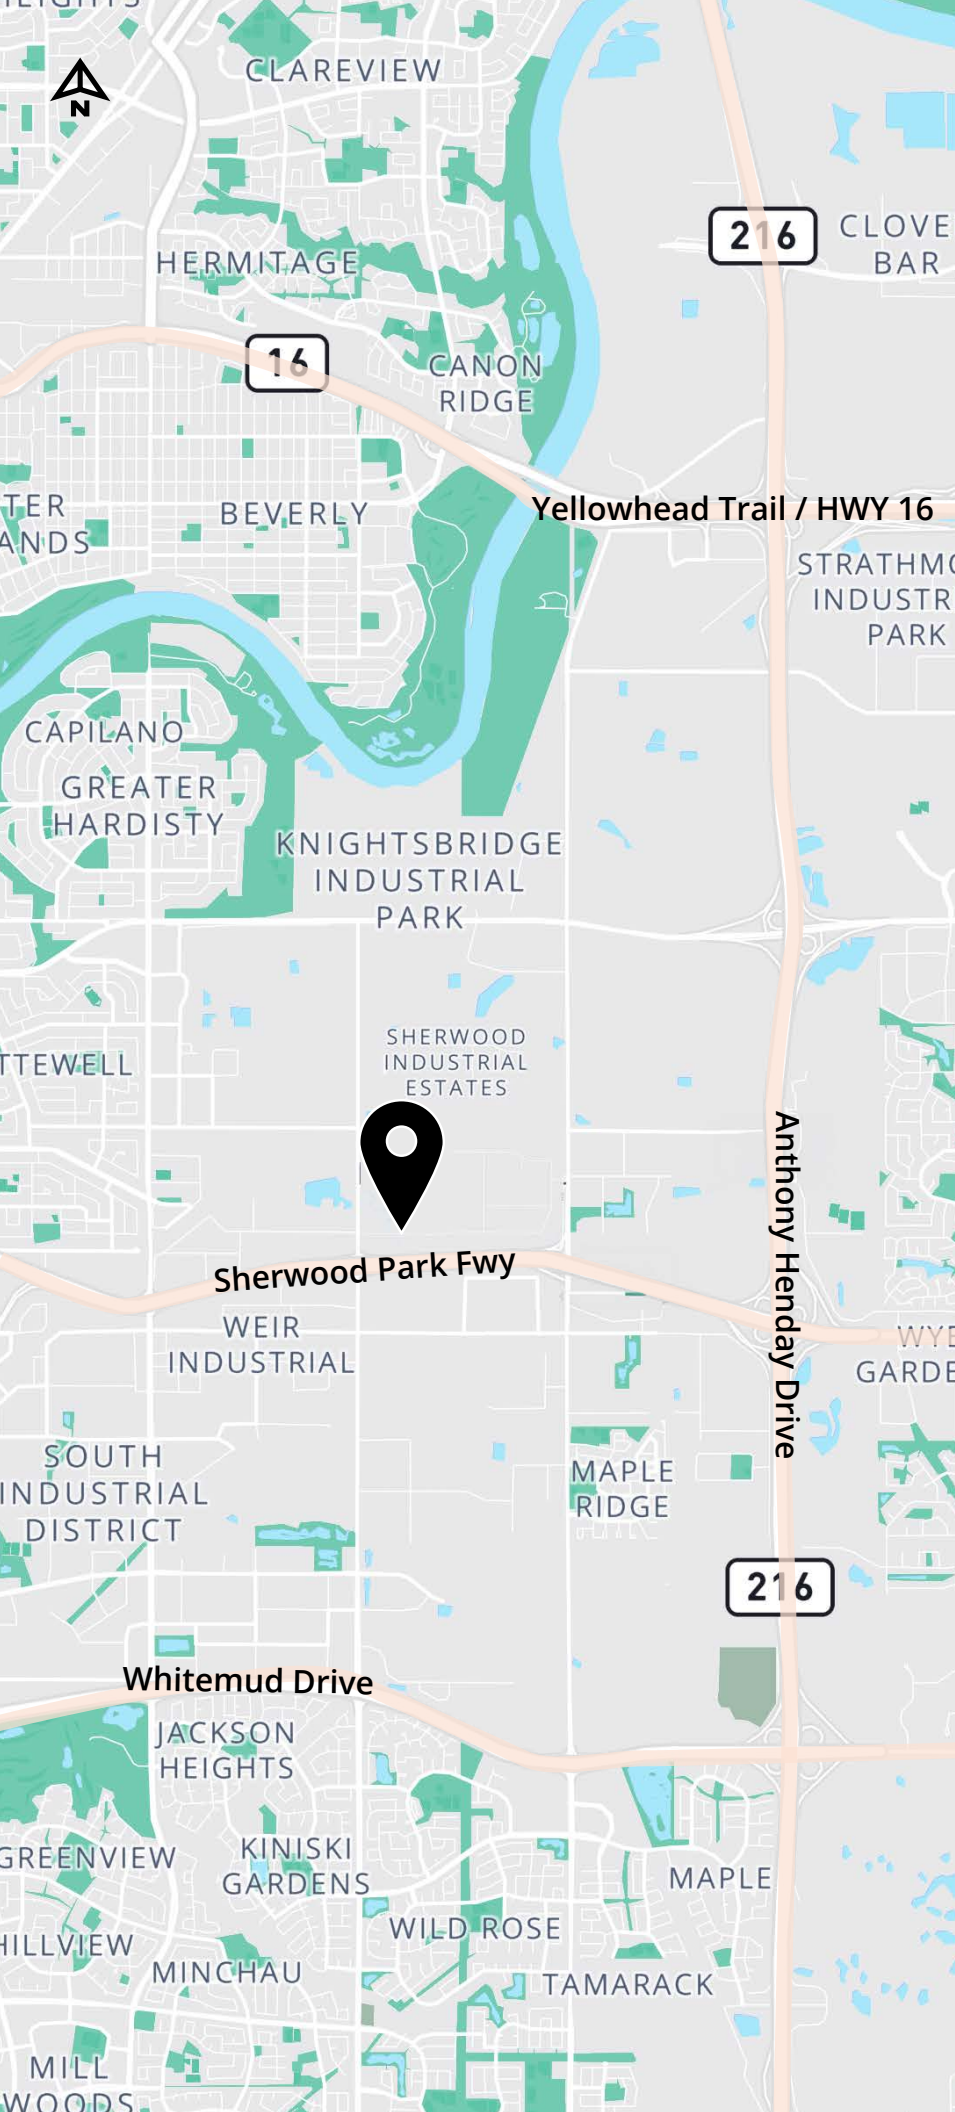 EIGHTS
CLAREVIEW
N
216
CLOVE
BAR
HERMITAGE
16
CANON
RIDGE
TER
ANDS
BEVERLY
Yellowhead Trail / HWY 16
STRATHMO
INDUSTR
PARK
CAPILANO
GREATER
HARDISTY
KNIGHTSBRIDGE
INDUSTRIAL
PARK
SHERWOOD
INDUSTRIAL
ESTATES
TTEWELL
Anthony Henday Drive
Sherwood Park Fwy
WEIR
INDUSTRIAL
WYE
GARDE
SOUTH
INDUSTRIAL
DISTRICT
MAPLE
RIDGE
216
Whitemud Drive
JACKSON
HEIGHTS
GREENVIEW
KINISKI
GARDENS
MAPLE
WILD ROSE
HILLVIEW
MINCHAU
TAMARACK
MILL
WOODS